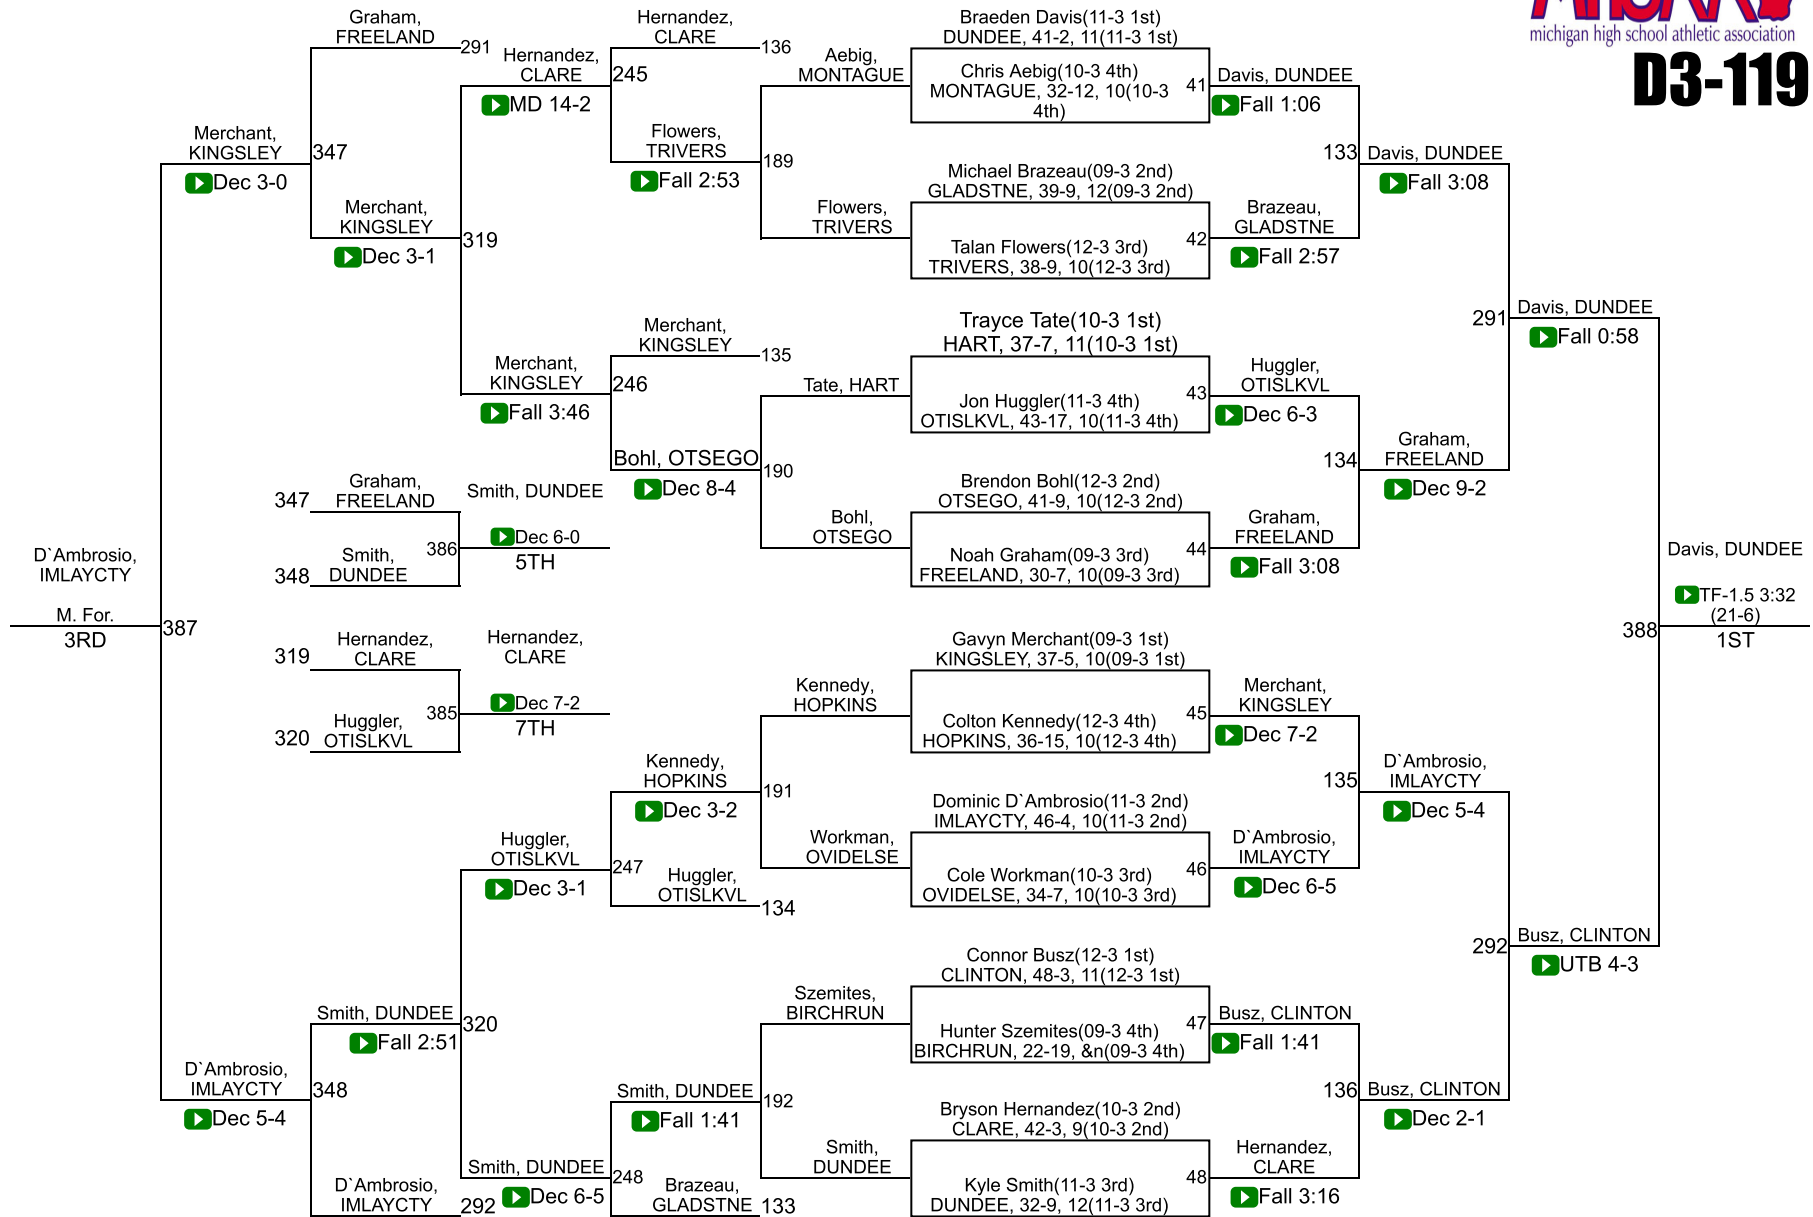 michigan high school athletic association
D3-119
Graham,
FREELAND
291
Hernandez,
CLARE
MD 14-2
Hernandez,
CLARE
136
245
Flowers,
TRIVERS
Fall 2:53
Aebig,
MONTAGUE
189
Flowers,
TRIVERS
Merchant,
KINGSLEY
Dec 3-0
347
Merchant,
KINGSLEY
Dec 3-1
319
Merchant,
KINGSLEY
Fall 3:46
Merchant,
KINGSLEY
135
246
Bohl, OTSEGO
Dec 8-4
Tate, HART
190
Bohl,
OTSEGO
347
Graham,
FREELAND
348
Smith,
DUNDEE
386
Smith, DUNDEE
Dec 6-0
5TH
D`Ambrosio,
IMLAYCTY
M. For.
3RD
387
319
Hernandez,
CLARE
320
Huggler,
OTISLKVL
385
Hernandez,
CLARE
Dec 7-2
7TH
Kennedy,
HOPKINS
Kennedy,
HOPKINS
Dec 3-2
191
Workman,
OVIDELSE
Huggler,
OTISLKVL
Dec 3-1
247
Huggler,
OTISLKVL
134
Smith, DUNDEE
Fall 2:51
320
D`Ambrosio,
IMLAYCTY
Dec 5-4
348
D`Ambrosio,
IMLAYCTY
292
Szemites,
BIRCHRUN
Smith, DUNDEE
Fall 1:41
192
Smith,
DUNDEE
Smith, DUNDEE
Dec 6-5
248
Brazeau,
GLADSTNE
133
Braeden Davis(11-3 1st)
DUNDEE, 41-2, 11(11-3 1st)
Chris Aebig(10-3 4th)
MONTAGUE, 32-12, 10(10-3
4th)
41
Davis, DUNDEE
Fall 1:06
Michael Brazeau(09-3 2nd)
GLADSTNE, 39-9, 12(09-3 2nd)
Talan Flowers(12-3 3rd)
TRIVERS, 38-9, 10(12-3 3rd)
42
Brazeau,
GLADSTNE
Fall 2:57
133
Davis, DUNDEE
Fall 3:08
Trayce Tate(10-3 1st)
HART, 37-7, 11(10-3 1st)
Jon Huggler(11-3 4th)
OTISLKVL, 43-17, 10(11-3 4th)
43
Huggler,
OTISLKVL
Dec 6-3
Brendon Bohl(12-3 2nd)
OTSEGO, 41-9, 10(12-3 2nd)
Noah Graham(09-3 3rd)
FREELAND, 30-7, 10(09-3 3rd)
44
Graham,
FREELAND
Fall 3:08
134
Graham,
FREELAND
Dec 9-2
291
Davis, DUNDEE
Fall 0:58
Gavyn Merchant(09-3 1st)
KINGSLEY, 37-5, 10(09-3 1st)
Colton Kennedy(12-3 4th)
HOPKINS, 36-15, 10(12-3 4th)
45
Merchant,
KINGSLEY
Dec 7-2
Dominic D`Ambrosio(11-3 2nd)
IMLAYCTY, 46-4, 10(11-3 2nd)
Cole Workman(10-3 3rd)
OVIDELSE, 34-7, 10(10-3 3rd)
46
D`Ambrosio,
IMLAYCTY
Dec 6-5
135
D`Ambrosio,
IMLAYCTY
Dec 5-4
Connor Busz(12-3 1st)
CLINTON, 48-3, 11(12-3 1st)
Hunter Szemites(09-3 4th)
BIRCHRUN, 22-19, &n(09-3 4th)
47
Busz, CLINTON
Fall 1:41
Bryson Hernandez(10-3 2nd)
CLARE, 42-3, 9(10-3 2nd)
Kyle Smith(11-3 3rd)
DUNDEE, 32-9, 12(11-3 3rd)
48
Hernandez,
CLARE
Fall 3:16
136
Busz, CLINTON
Dec 2-1
292
Busz, CLINTON
UTB 4-3
388
Davis, DUNDEE
TF-1.5 3:32
(21-6)
1ST